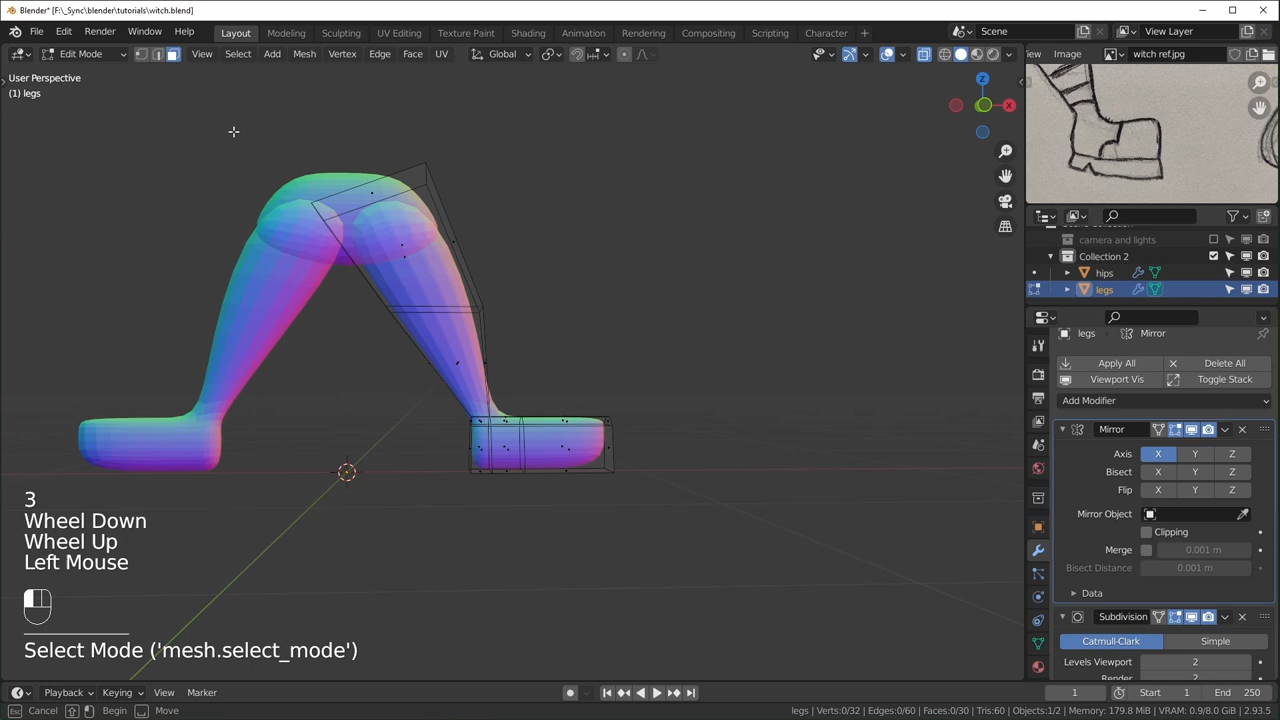 Blender* [F:\_Sync\blender\tutorials\witch.blend]
File Edit Render Window Help Layout Modeling Sculpting UV Editing Texture Paint Shading Animation Rendering Compositing Scripting Character + Scene View Layer
Edit Mode View Select Add Mesh Vertex Edge Face UV Global iew Image witch ref.jpg
User Perspective
(1) legs
Z
X
camera and lights
Collection 2
hips
legs
legs Mirror
Apply All Delete All
Viewport Vis Toggle Stack
Add Modifier
Mirror
Axis X Y Z
Bisect X Y Z
Flip X Y Z
Mirror Object
Clipping
Merge 0.001 m
Bisect Distance 0.001 m
Data
Subdivision
Catmull-Clark Simple
Levels Viewport 2
3
Wheel Down
Wheel Up
Left Mouse
Select Mode ('mesh.select_mode')
Playback Keying View Marker 1 Start 1 End 250
Esc Cancel Begin Move legs | Verts:0/32 | Edges:0/60 | Faces:0/30 | Tris:60 | Objects:1/2 | Memory: 179.8 MiB | VRAM: 0.9/8.0 GiB | 2.93.5